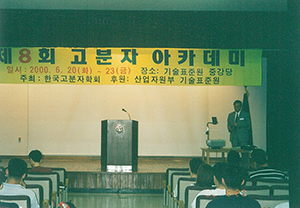 제8회 고분자 아카데미
일시: 2000. 6. 20(화) ~ 23(금) 장소: 기술표준원 중강당
주최: 한국고분자학회 후원: 산업자원부 기술표준원